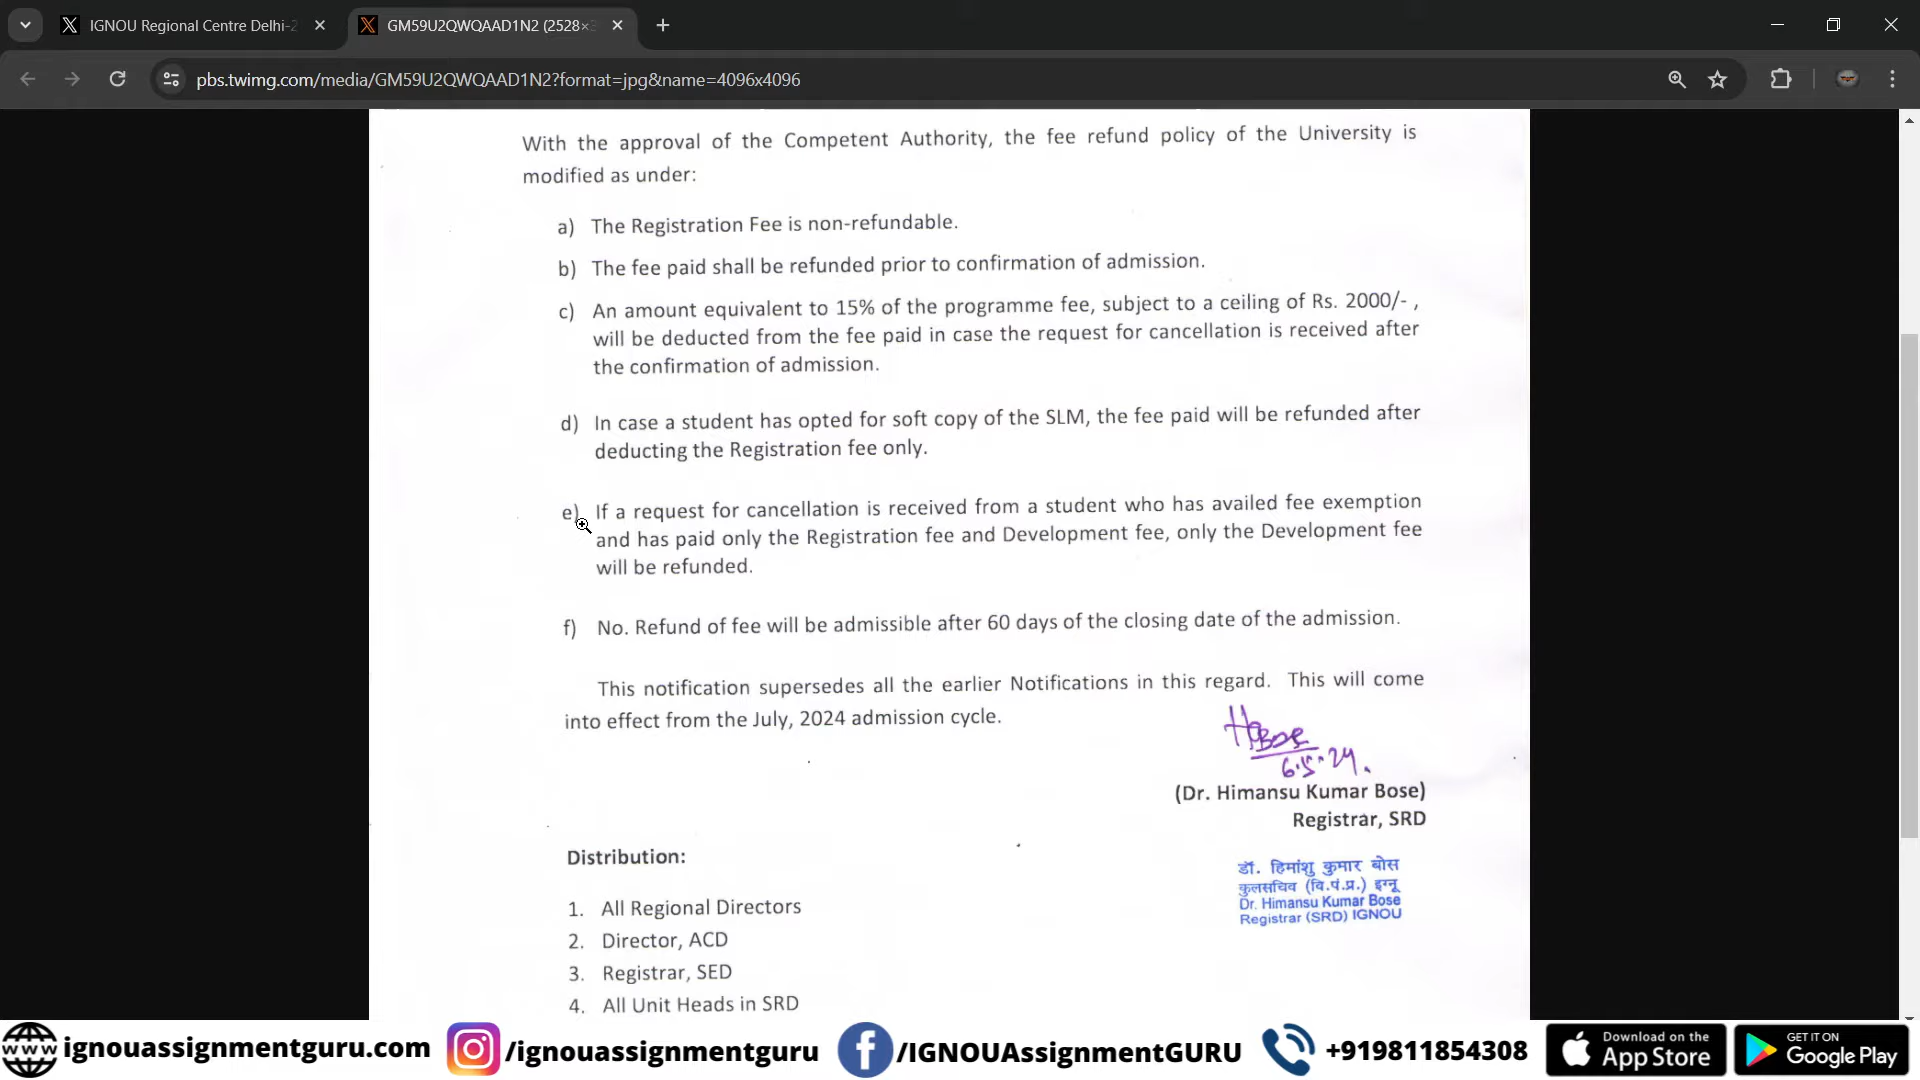 IGNOU Regional Centre Delhi-2
GM59U2QWQAAD1N2 (2528×3
pbs.twimg.com/media/GM59U2QWQAAD1N2?format=jpg&name=4096x4096
With the approval of the Competent Authority, the fee refund policy of the University is
modified as under:
a) The Registration Fee is non-refundable.
b) The fee paid shall be refunded prior to confirmation of admission.
c) An amount equivalent to 15% of the programme fee, subject to a ceiling of Rs. 2000/- ,
will be deducted from the fee paid in case the request for cancellation is received after
the confirmation of admission.
d) In case a student has opted for soft copy of the SLM, the fee paid will be refunded after
deducting the Registration fee only.
e) If a request for cancellation is received from a student who has availed fee exemption
and has paid only the Registration fee and Development fee, only the Development fee
will be refunded.
f) No. Refund of fee will be admissible after 60 days of the closing date of the admission.
This notification supersedes all the earlier Notifications in this regard. This will come
into effect from the July, 2024 admission cycle.
HBose
6.5.24.
(Dr. Himansu Kumar Bose)
Registrar, SRD
डॉ. हिमांशु कुमार बोस
कुलसचिव (वि.पं.प्र.) इग्नू
Dr. Himansu Kumar Bose
Registrar (SRD) IGNOU
Distribution:
1. All Regional Directors
2. Director, ACD
3. Registrar, SED
4. All Unit Heads in SRD
www ignouassignmentguru.com
/ignouassignmentguru
/IGNOUAssignmentGURU
+919811854308
Download on the
App Store
GET IT ON
Google Play